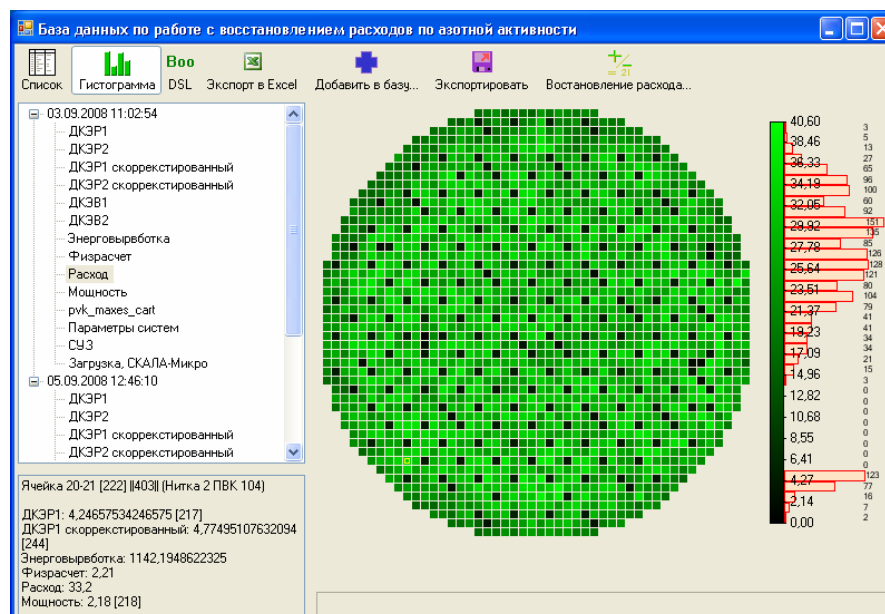 База данных по работе с восстановлением расходов по азотной активности
Список
Гистограмма
Boo
DSL
Экспорт в Excel
Добавить в базу...
Экспортировать
= 21
Востановление расхода...
03.09.2008 11:02:54
ДКЭР1
ДКЭР2
ДКЭР1 скоррекстированный
ДКЭР2 скоррекстированный
ДКЭВ1
ДКЭВ2
Энерговырвботка
Физрасчет
Расход
Мощность
pvk_maxes_cart
Параметры систем
СУЗ
Загрузка, СКАЛА-Микро
05.09.2008 12:46:10
ДКЭР1
ДКЭР2
ДКЭР1 скоррекстированный
ДКЭР2 скоррекстированный
Ячейка 20-21 [222] ||403|| (Нитка 2 ПВК 104)
ДКЭР1: 4,24657534246575 [217]
ДКЭР1 скоррекстированный: 4,77495107632094
[244]
Энерговырвботка: 1142,1948622325
Физрасчет: 2,21
Расход: 33,2
Мощность: 2,18 [218]
40,60
38,46
36,33
34,19
32,05
29,92
27,78
25,64
23,51
21,37
19,23
17,09
14,96
12,82
10,68
8,55
6,41
4,27
2,14
0,00
3
5
13
27
65
96
100
60
92
151
135
85
126
128
121
80
104
79
41
41
34
34
21
15
3
0
0
0
0
0
0
0
0
123
77
16
7
2